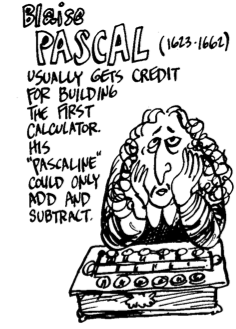 Blaise
PASCAL (1623-1662)
USUALLY GETS CREDIT
FOR BUILDING
THE FIRST
CALCULATOR.
HIS
"PASCALINE"
COULD ONLY
ADD AND
SUBTRACT.